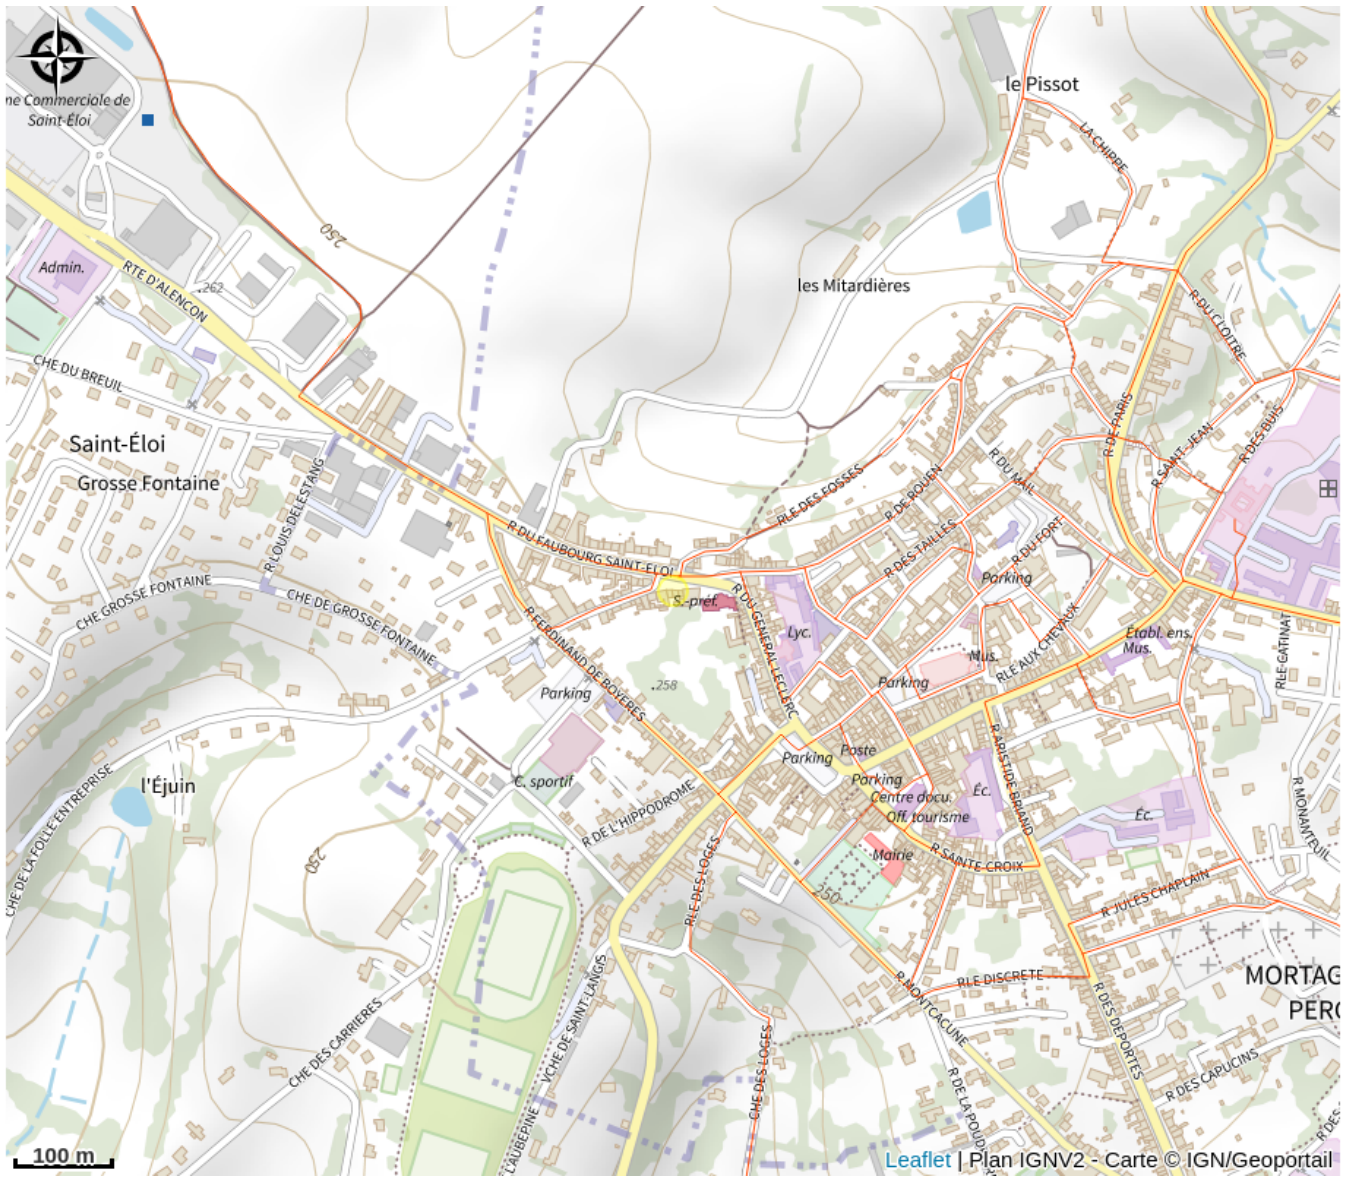 le Pissot
ne Commerciale de
Saint-Éloi
LA CHIPPE
250
Admin.
RTE D'ALENCON
262
les Mitardières
R DU CLOITRE
CHE DU BREUIL
R DE PARIS
R SAINT-JEAN
R DES BUIS
Saint-Éloi
Grosse Fontaine
R LOUIS DELESTANG
RLE DES FOSSES
R DE ROUEN
R DU MAIL
R DU FAUBOURG SAINT-ELOI
R DES TAILLES
R DU FORT
Parking
CHE GROSSE FONTAINE
CHE DE GROSSE FONTAINE
S.-préf.
R DU GENERAL LECLERC
Lyc.
R FERDINAND DE BOYERES
RLE AUX CHEVAUX
Établ. ens.
Mus.
Mus.
RLE CATINAT
258
Parking
Parking
R ARISTIDE BRIAND
Poste
Parking
Parking
C. sportif
l'Éjuin
Centre docu.
Éc.
Off. tourisme
Éc.
R DE L'HIPPODROME
R MONANTEUIL
CHE DE LA FOLLE ENTREPRISE
250
Mairie
R SAINTE CROIX
RLE DES LOGES
250
R JULES CHAPLAIN
RLE DISCRETE
MORTAG
PERC
R MONTCACUNE
R DES DEPORTES
VCHE DE SAINT-LANGIS
CHE DES CARRIERES
CHE DES LOGES
R DES CAPUCINS
R DE LA POUD
L'AUBEPINE
R DES
100 m
Leaflet | Plan IGNV2 - Carte © IGN/Geoportail